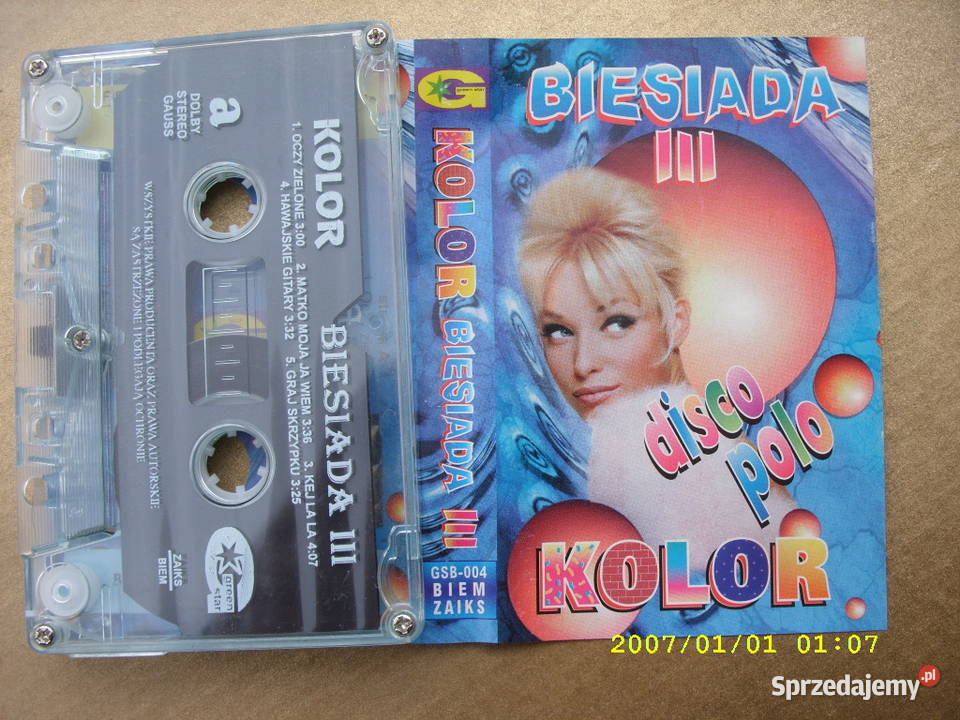 a
DOLBY
STEREO
GAUSS
KOLOR
BIESIADA III
1. OCZY ZIELONE 3:00 2. MATKO MOJA JA WIEM 3:36 3. KEJ LA LA 4:07
4. HAWAJSKIE GITARY 3:32 5. GRAJ SKRZYPKU 3:25
WSZYSTKIE PRAWA PRODUCENTA ORAZ PRAWA AUTORSKIE
SĄ ZASTRZEŻONE I PODLEGAJĄ OCHRONIE
ZAIKS
BIEM
green
star
G
green star
KOLOR BIESIADA III
GSB-004
BIEM
ZAIKS
BIESIADA
III
disco
polo
KOLOR
2007/01/01 01:07
Sprzedajemy.pl